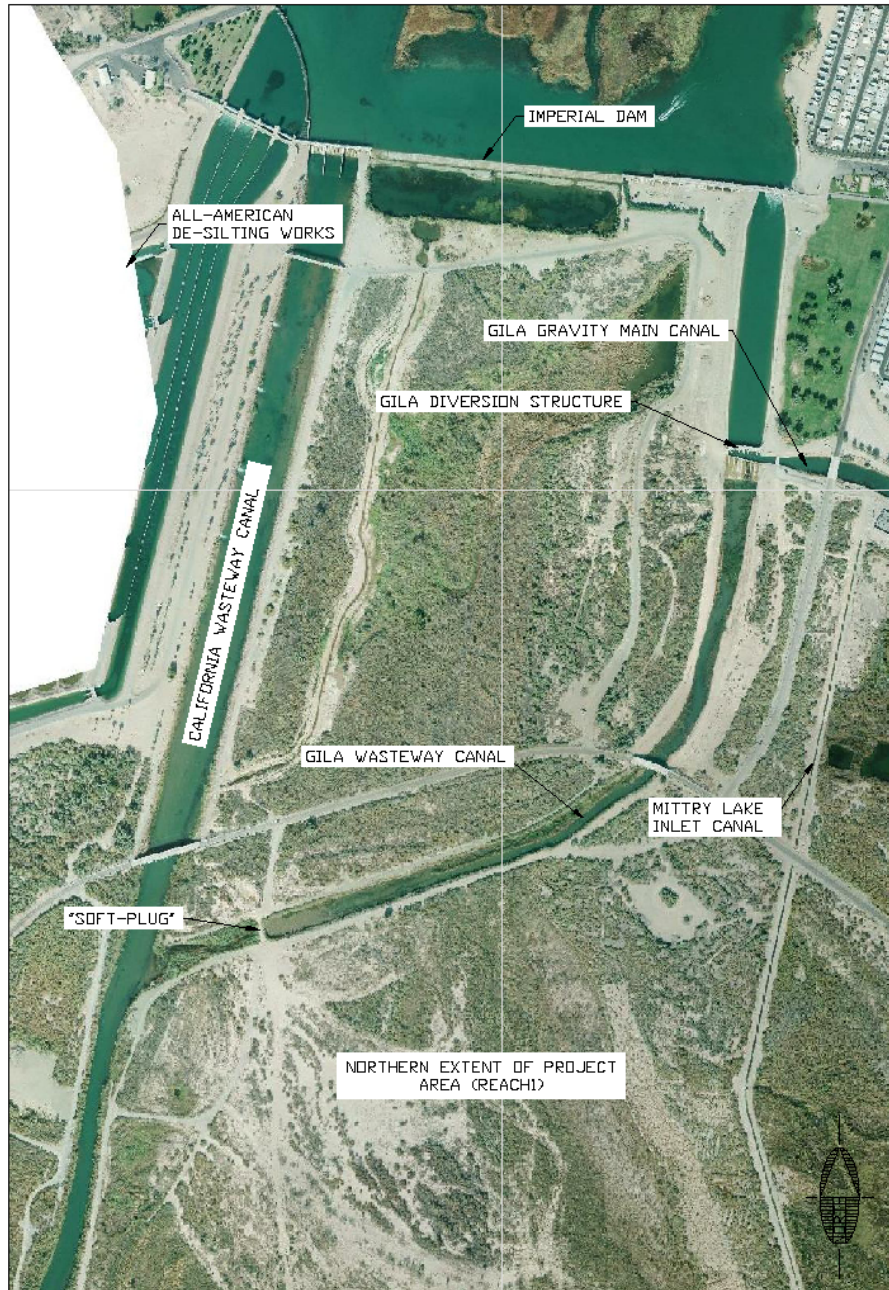 IMPERIAL DAM
ALL-AMERICAN
DE-SILTING WORKS
GILA GRAVITY MAIN CANAL
GILA DIVERSION STRUCTURE
CALIFORNIA WASTEWAY CANAL
GILA WASTEWAY CANAL
MITTRY LAKE
INLET CANAL
"SOFT-PLUG"
NORTHERN EXTENT OF PROJECT
AREA (REACH1)